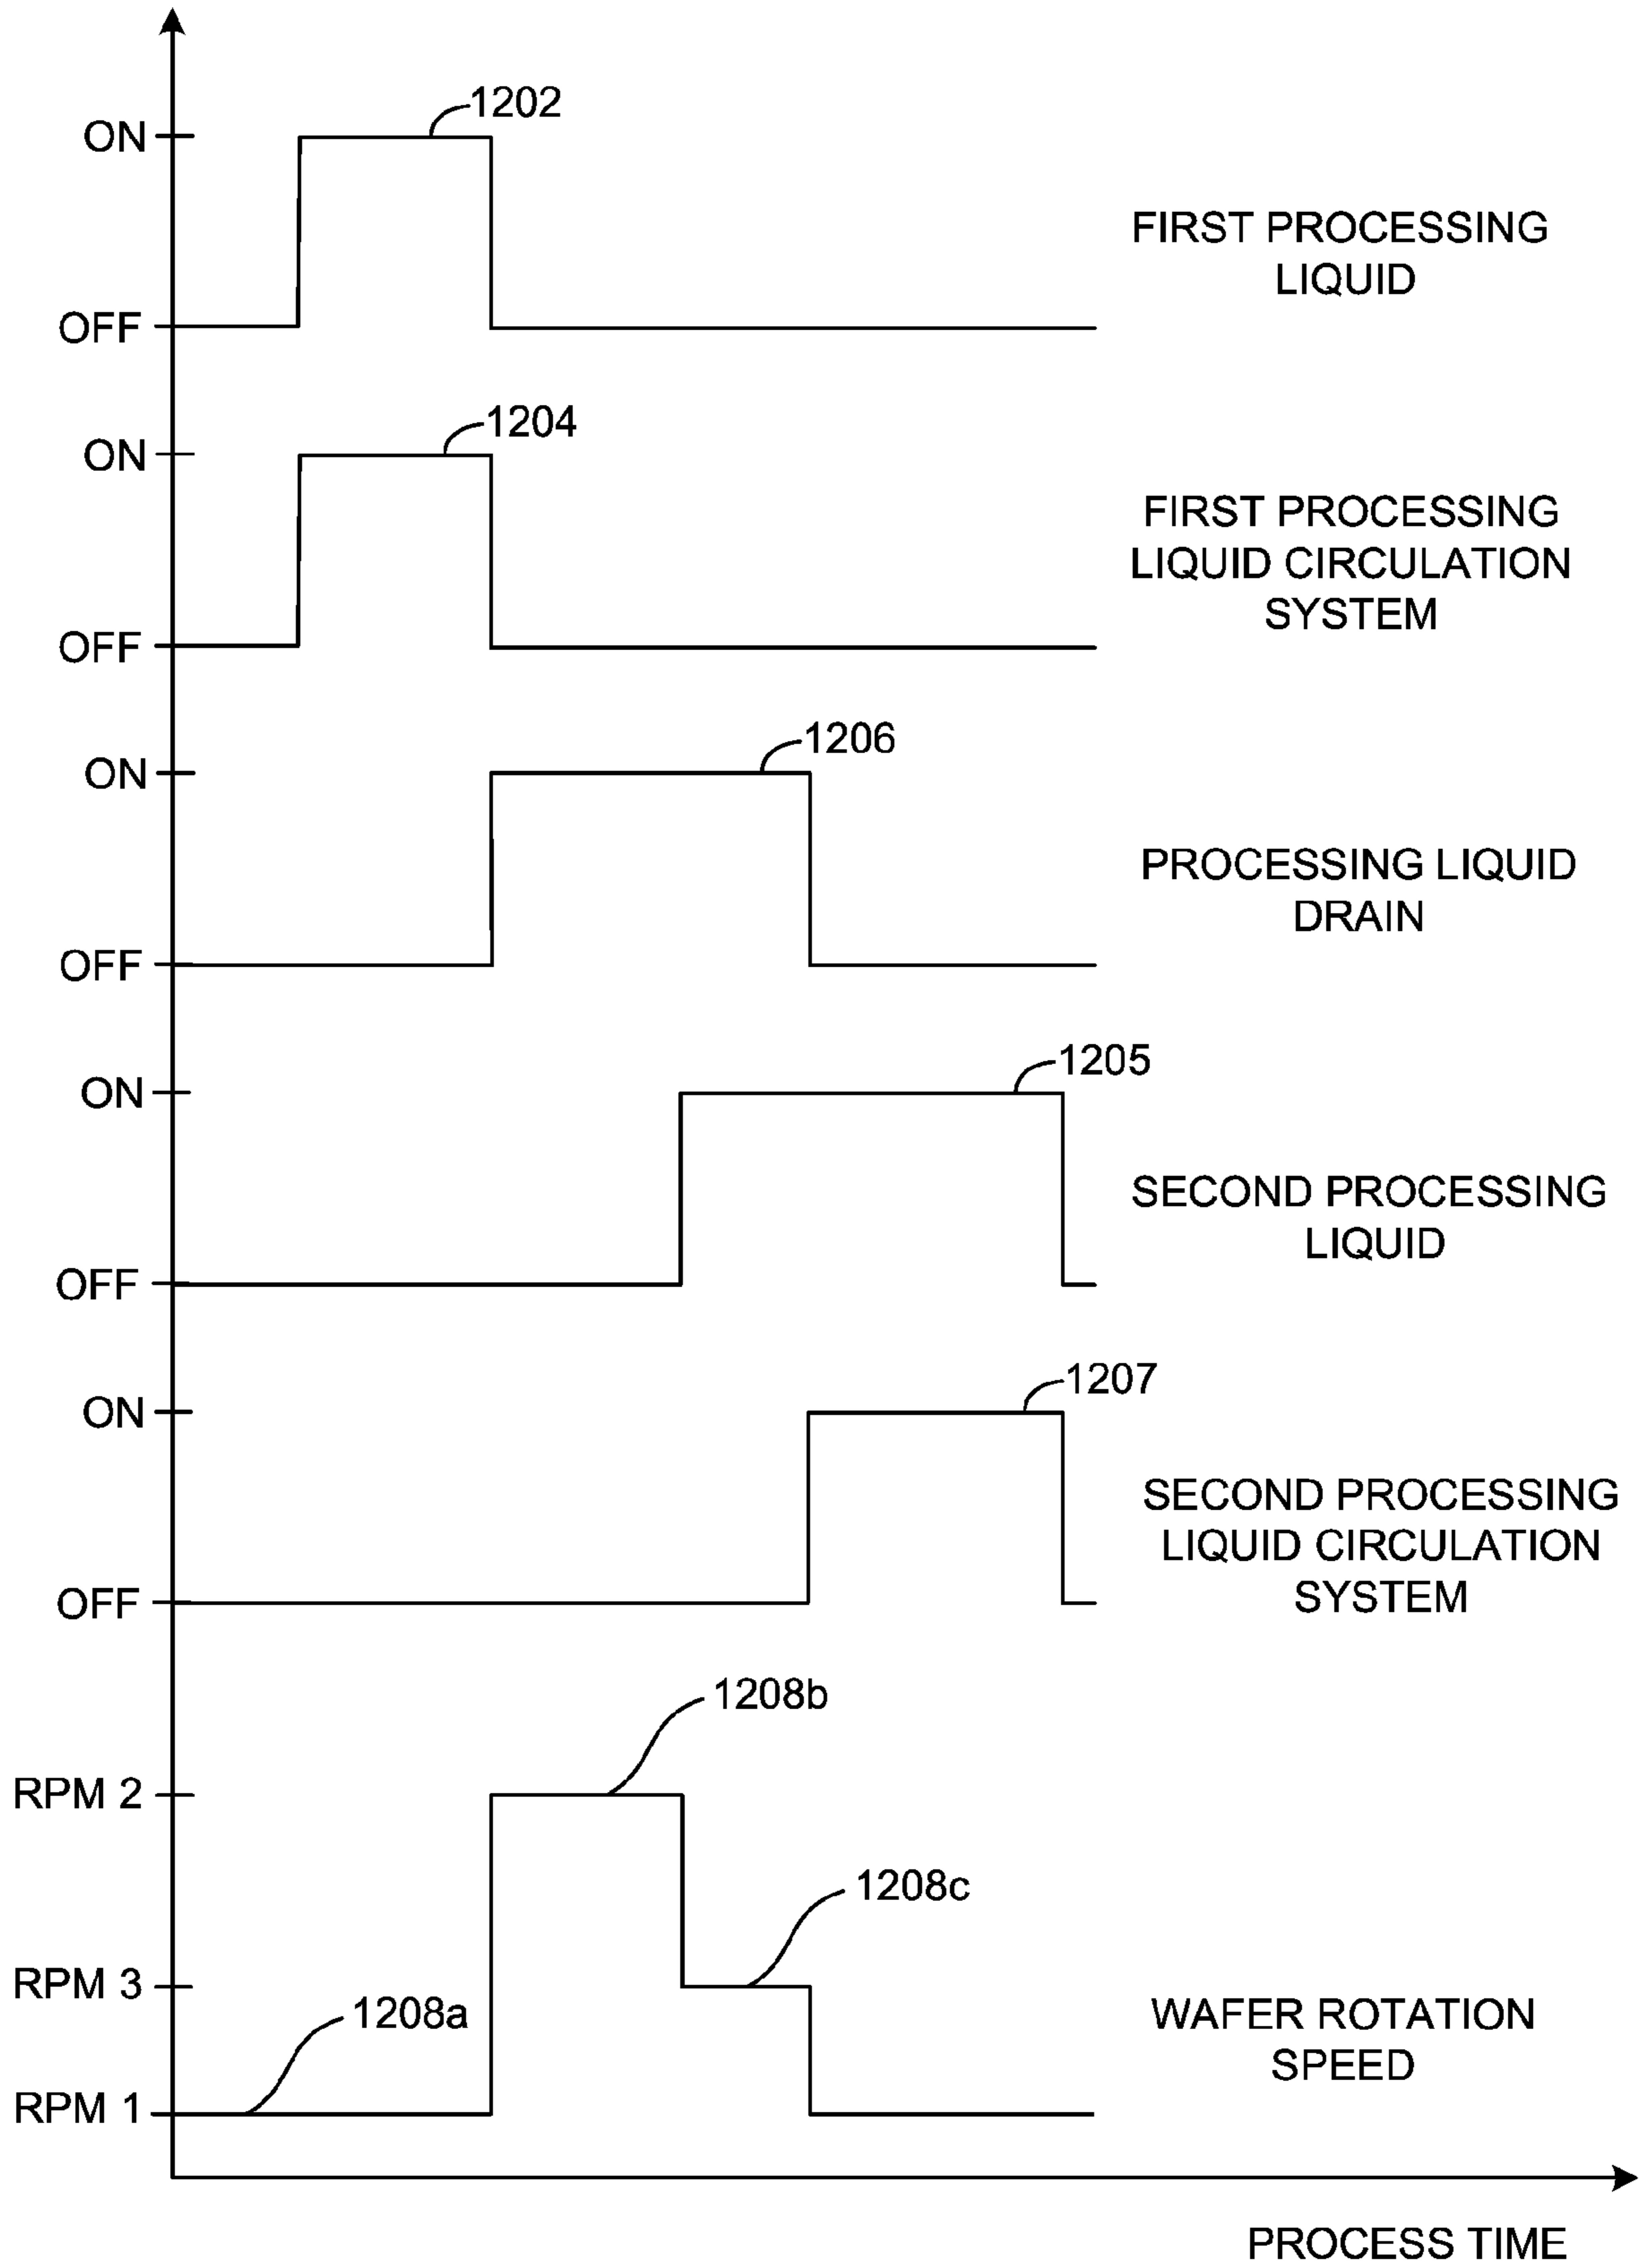 1202
ON
FIRST PROCESSING
LIQUID
OFF
1204
ON
FIRST PROCESSING
LIQUID CIRCULATION
SYSTEM
OFF
1206
ON
PROCESSING LIQUID
DRAIN
OFF
1205
ON
SECOND PROCESSING
LIQUID
OFF
1207
ON
SECOND PROCESSING
LIQUID CIRCULATION
SYSTEM
OFF
1208b
RPM 2
1208c
RPM 3
1208a
WAFER ROTATION
SPEED
RPM 1
PROCESS TIME